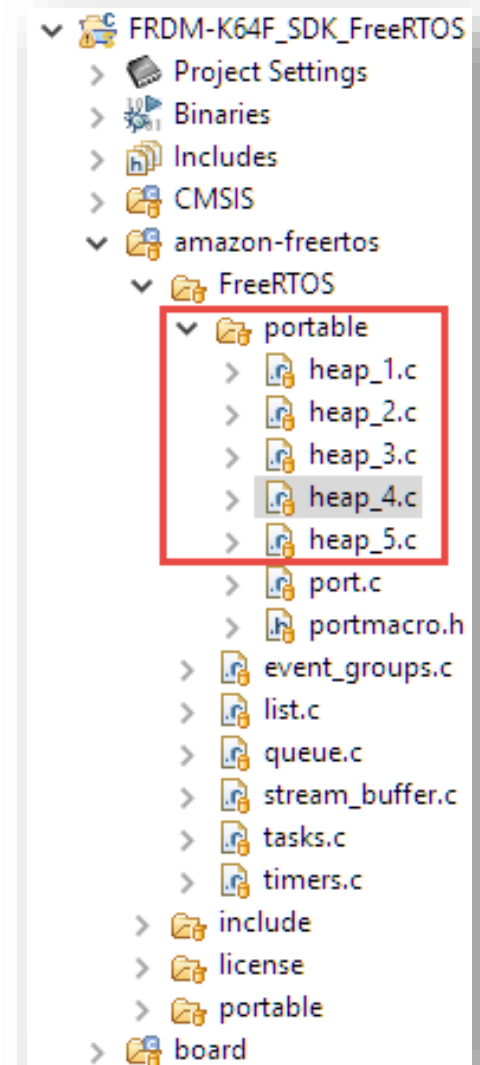 FRDM-K64F_SDK_FreeRTOS
Project Settings
Binaries
Includes
CMSIS
amazon-freertos
FreeRTOS
portable
heap_1.c
heap_2.c
heap_3.c
heap_4.c
heap_5.c
port.c
portmacro.h
event_groups.c
list.c
queue.c
stream_buffer.c
tasks.c
timers.c
include
license
portable
board